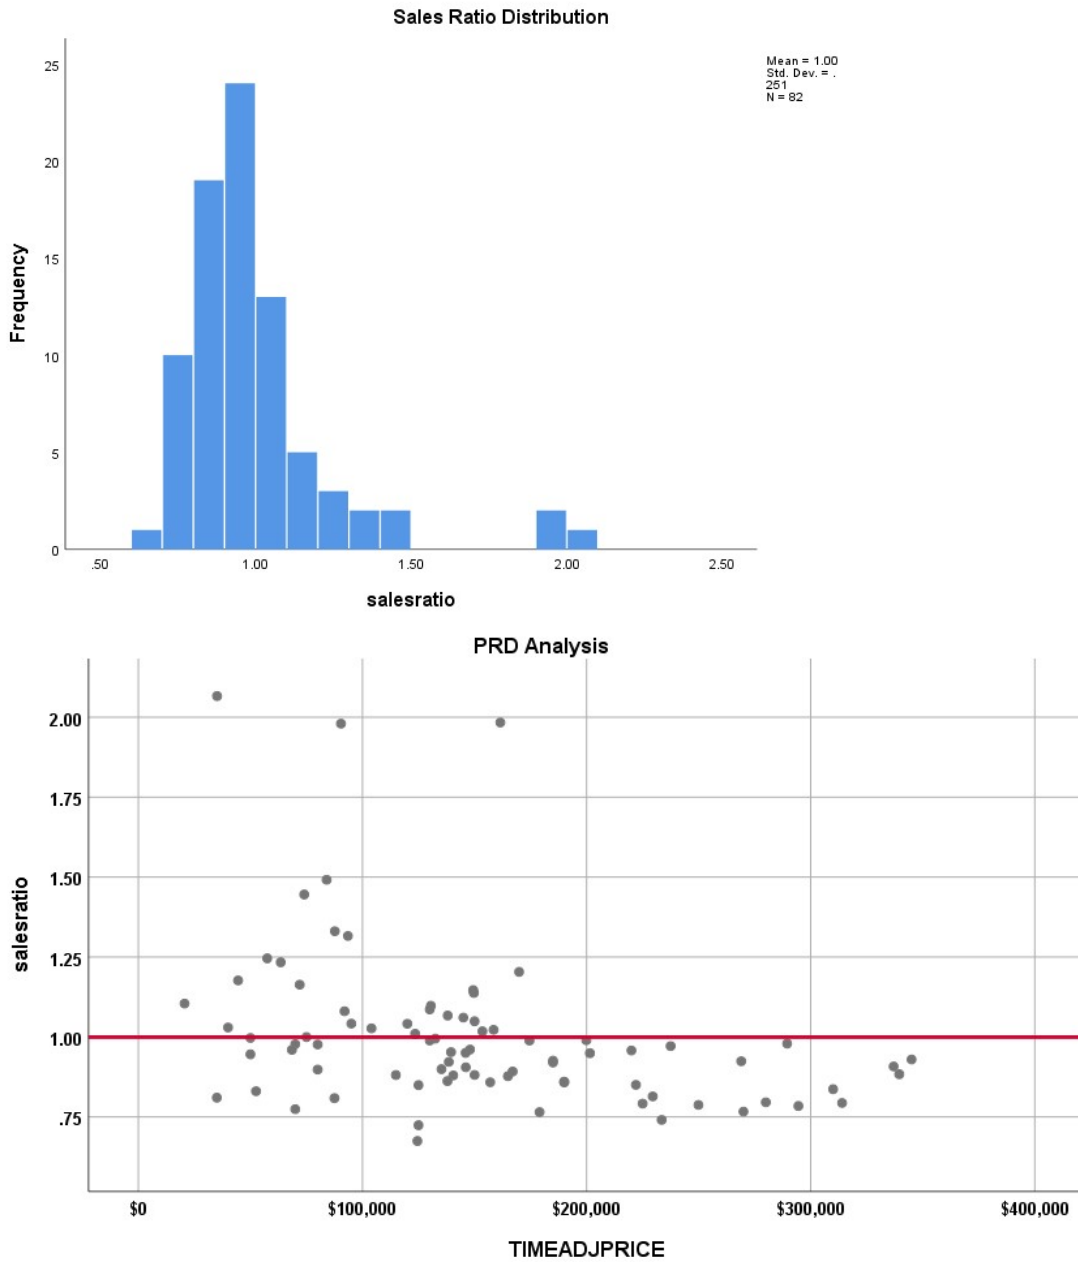 Sales Ratio Distribution
Mean = 1.00
Std. Dev. = .
251
N = 82
25
20
15
10
5
0
Frequency
.50 1.00 1.50 2.00 2.50
salesratio
PRD Analysis
2.00
1.75
1.50
1.25
1.00
.75
salesratio
$0 $100,000 $200,000 $300,000 $400,000
TIMEADJPRICE